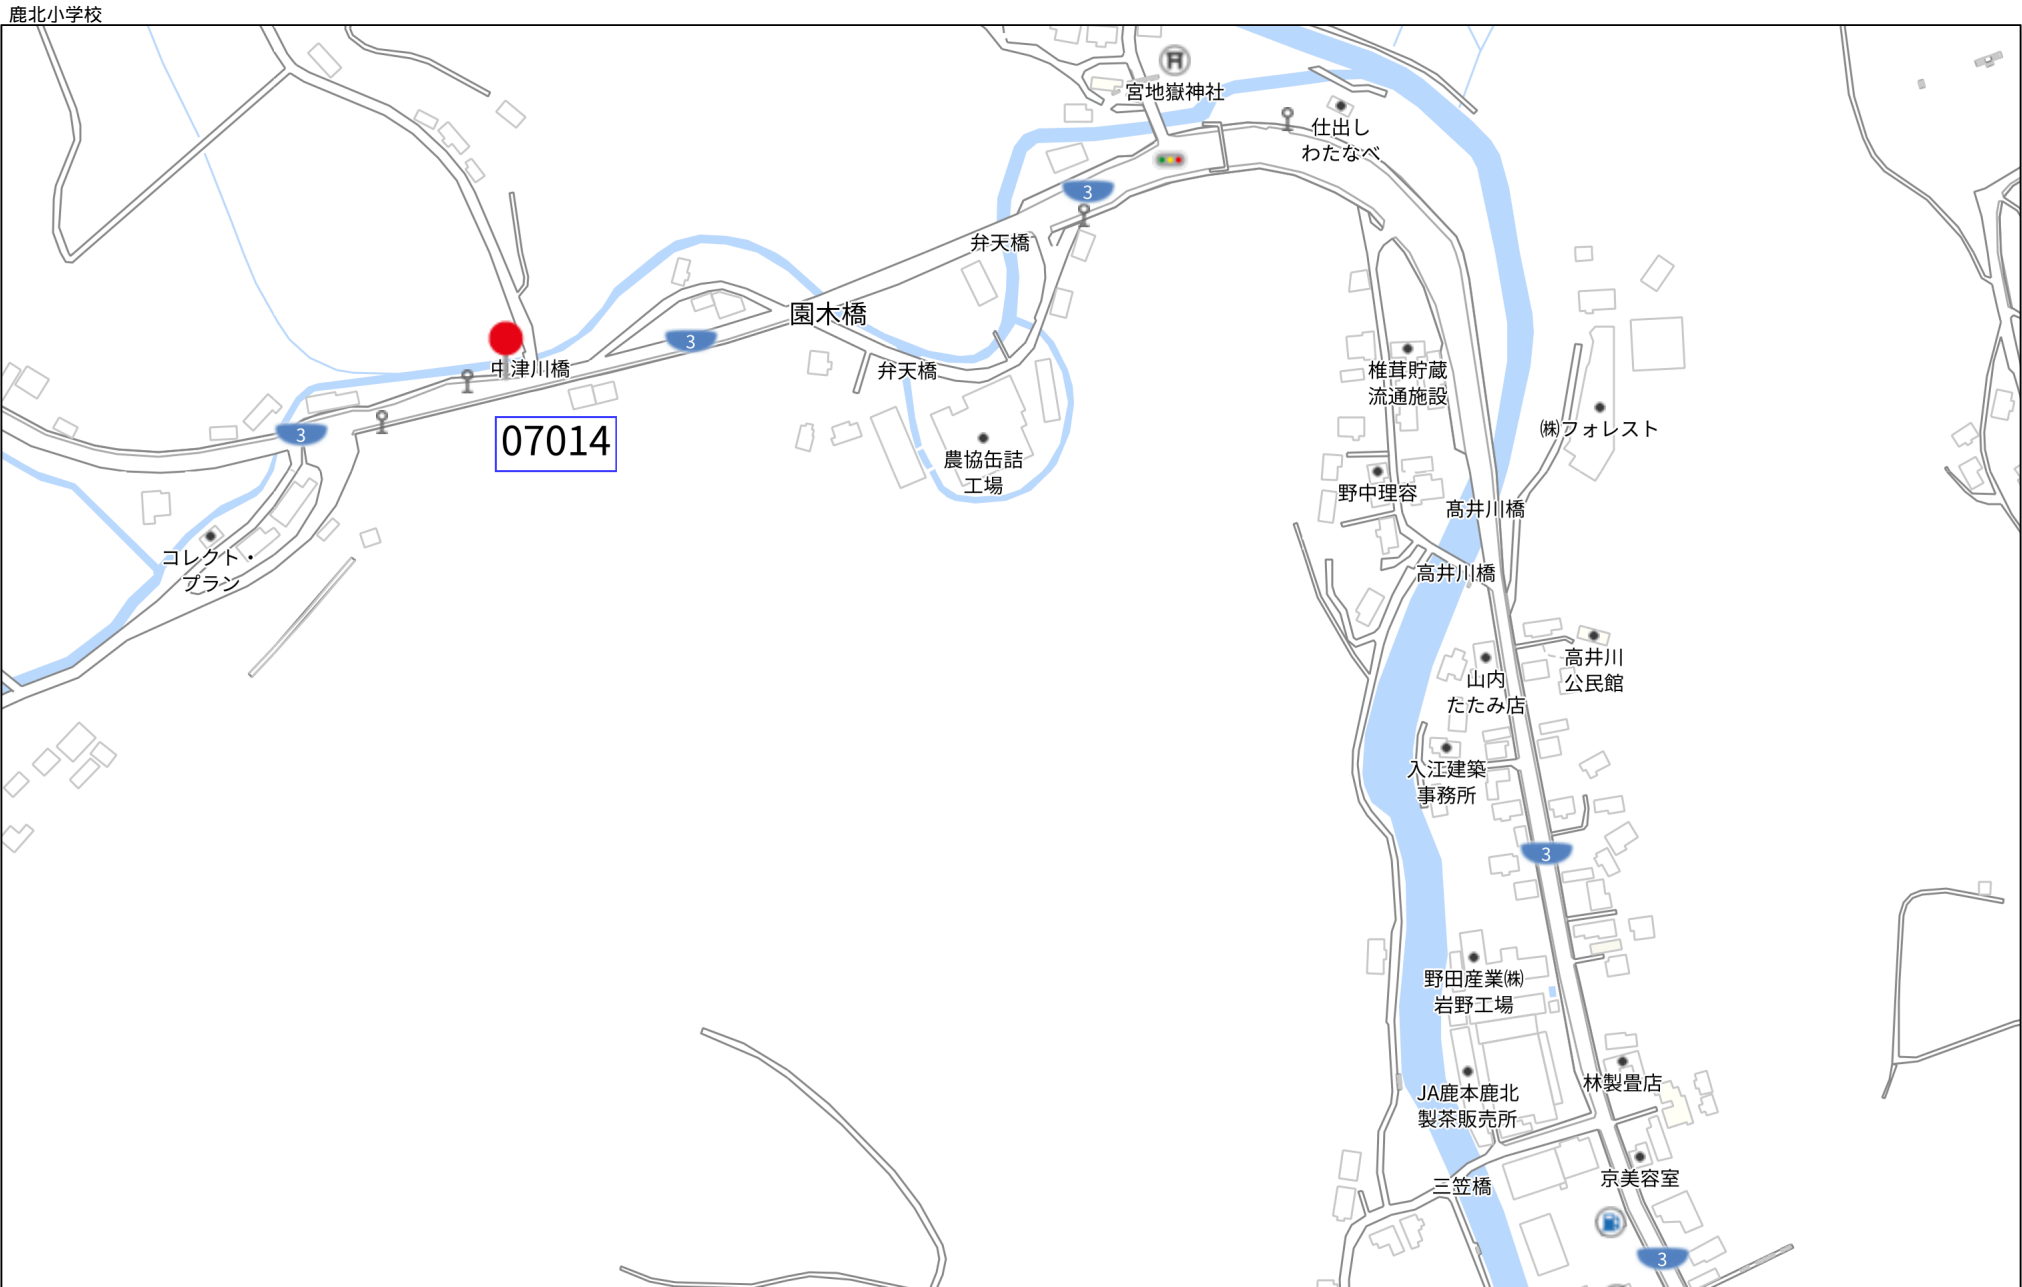 鹿北小学校
宮地嶽神社
仕出し
わたなべ
3
弁天橋
園木橋
3
中津川橋
弁天橋
椎茸貯蔵
流通施設
07014
3
㈱フォレスト
農協缶詰
工場
野中理容
髙井川橋
コレクト・
プラン
高井川橋
高井川
公民館
山内
たたみ店
入江建築
事務所
3
野田産業㈱
岩野工場
林製畳店
JA鹿本鹿北
製茶販売所
京美容室
三笠橋
3